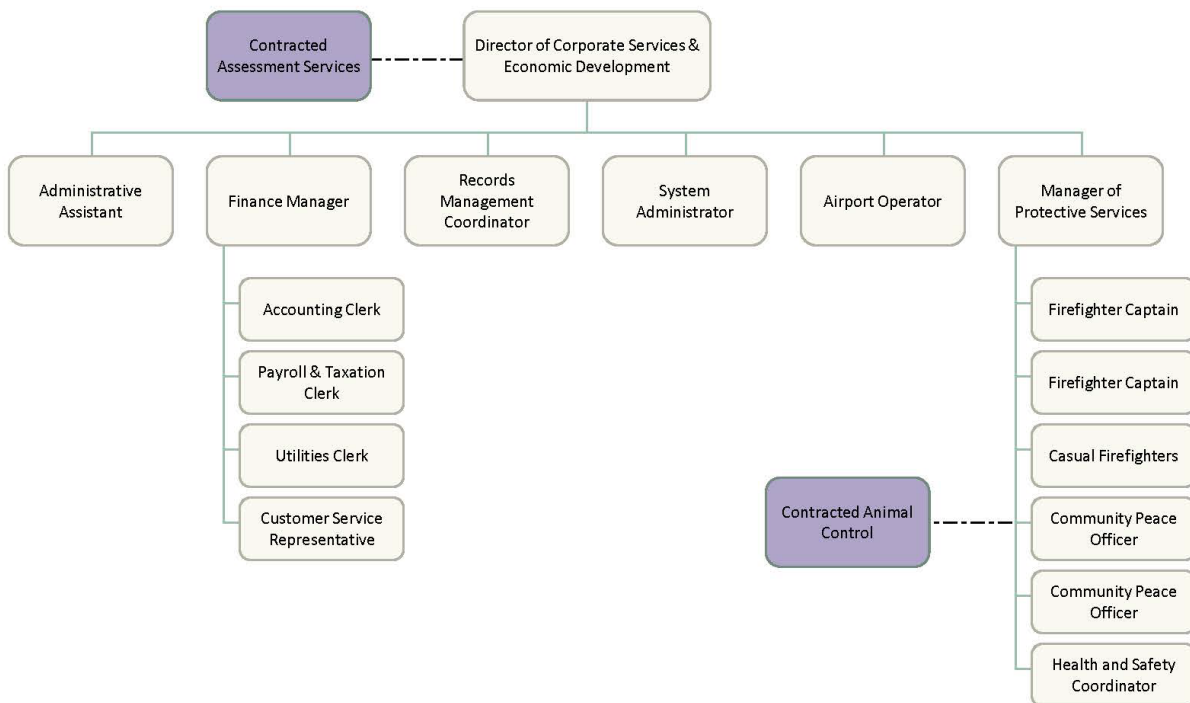 Contracted
Assessment Services
Director of Corporate Services &
Economic Development
Administrative
Assistant
Finance Manager
Records
Management
Coordinator
System
Administrator
Airport Operator
Manager of
Protective Services
Accounting Clerk
Payroll & Taxation
Clerk
Utilities Clerk
Customer Service
Representative
Firefighter Captain
Firefighter Captain
Casual Firefighters
Contracted Animal
Control
Community Peace
Officer
Community Peace
Officer
Health and Safety
Coordinator